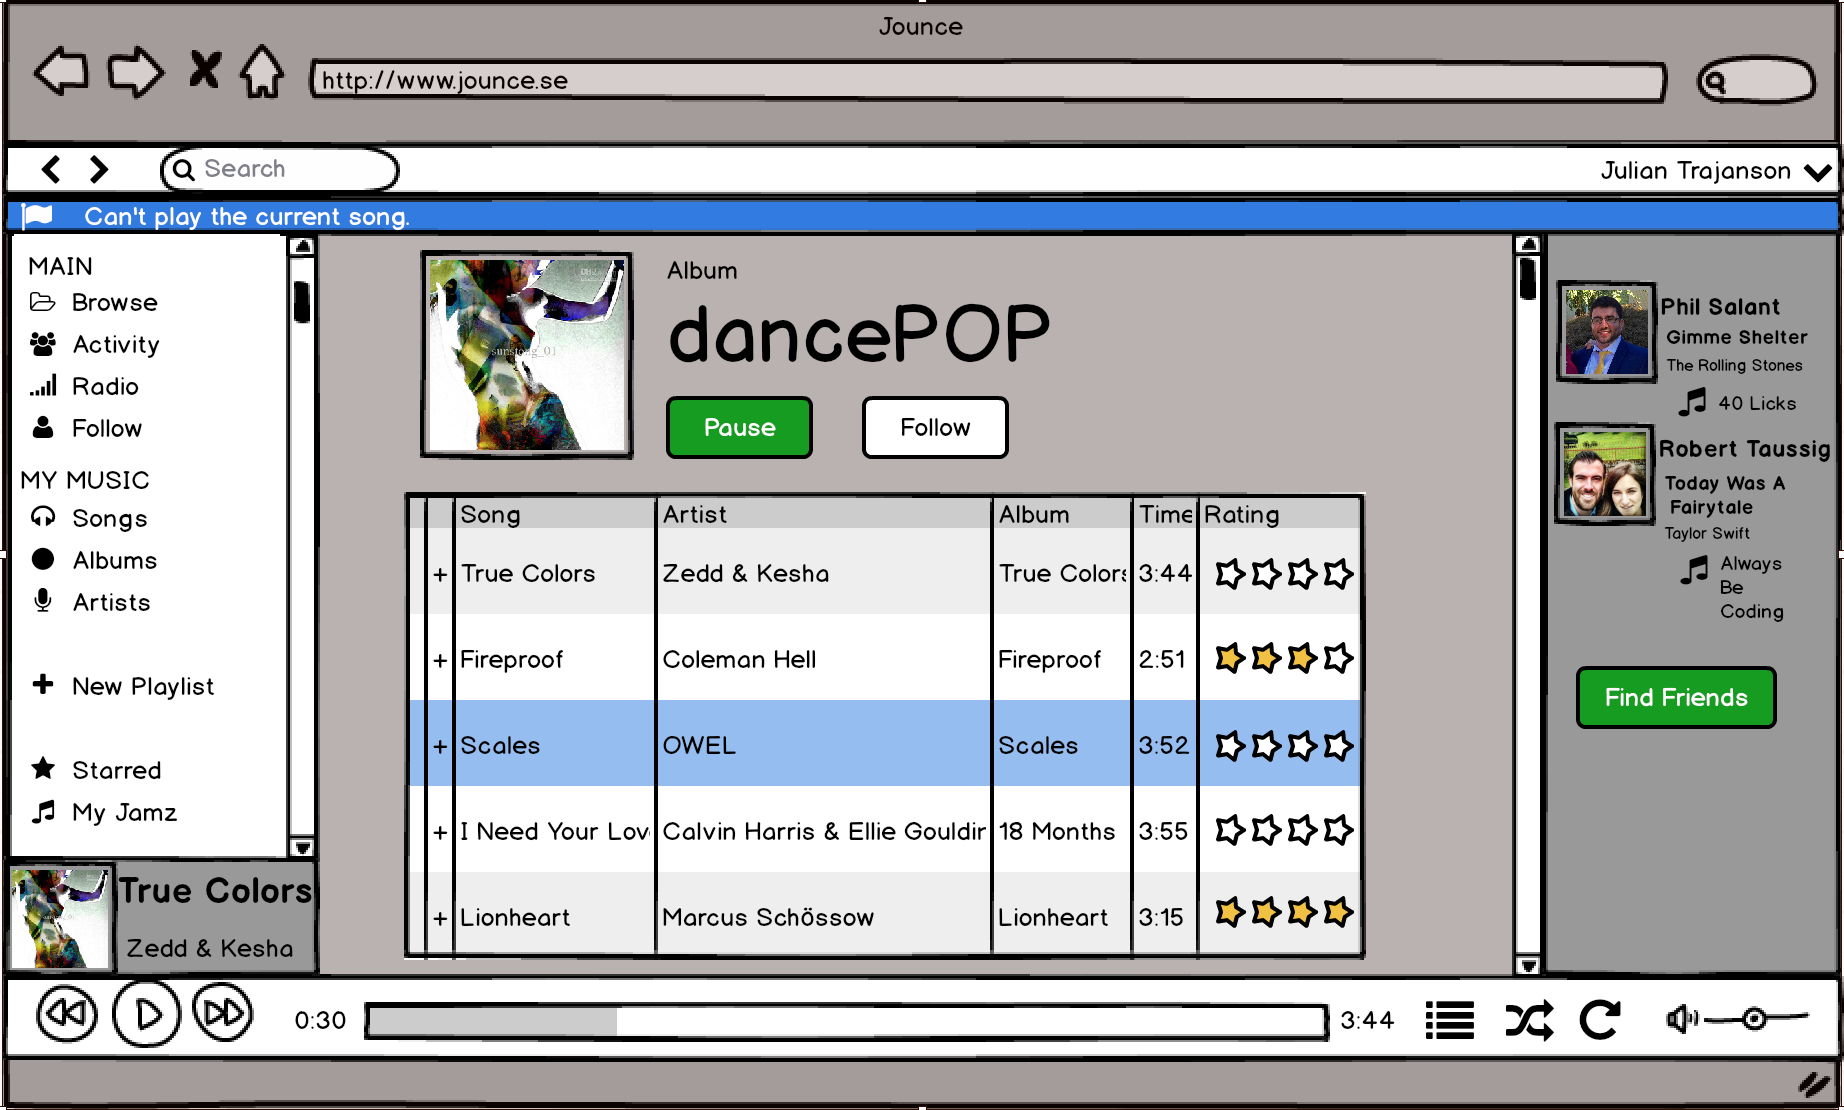 Jounce
http://www.jounce.se
Search
Julian Trajanson
Can't play the current song.
MAIN
Browse
Activity
Radio
Follow
MY MUSIC
Songs
Albums
Artists
New Playlist
Starred
My Jamz
True Colors
Zedd & Kesha
sunsting_01
Album
dancePOP
Pause
Follow
Song Artist Album Time Rating
+ True Colors Zedd & Kesha True Colors 3:44
+ Fireproof Coleman Hell Fireproof 2:51
+ Scales OWEL Scales 3:52
+ I Need Your Lov Calvin Harris & Ellie Gouldin 18 Months 3:55
+ Lionheart Marcus Schössow Lionheart 3:15
Phil Salant
Gimme Shelter
The Rolling Stones
40 Licks
Robert Taussig
Today Was A
Fairytale
Taylor Swift
Always
Be
Coding
Find Friends
0:30
3:44